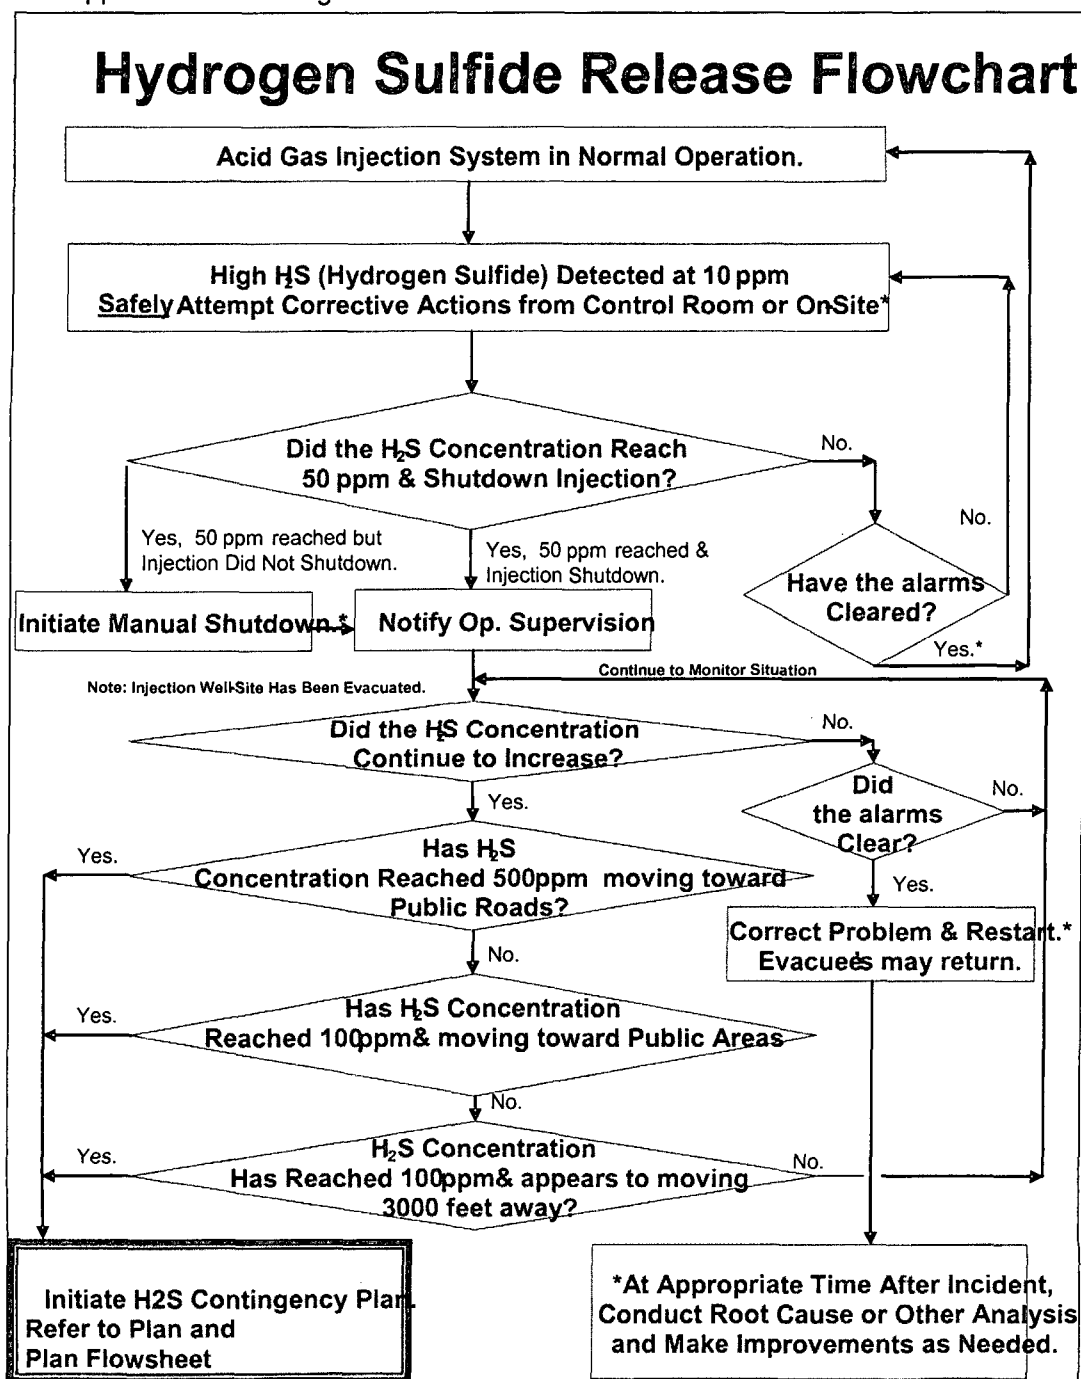 Hydrogen Sulfide Release Flowchart
Acid Gas Injection System in Normal Operation.
High H2S (Hydrogen Sulfide) Detected at 10 ppm
Safely Attempt Corrective Actions from Control Room or On-Site*
Did the H2S Concentration Reach
50 ppm & Shutdown Injection?
No.
No.
Yes, 50 ppm reached but
Injection Did Not Shutdown.
Yes, 50 ppm reached &
Injection Shutdown.
Have the alarms
Cleared?
Initiate Manual Shutdown.*
Notify Op. Supervision
Yes.*
Continue to Monitor Situation
Note: Injection Well-Site Has Been Evacuated.
Did the H2S Concentration
Continue to Increase?
No.
Yes.
Did
the alarms
Clear?
No.
Yes.
Has H2S
Concentration Reached 500ppm moving toward
Public Roads?
Yes.
No.
Correct Problem & Restart.*
Evacuee's may return.
Yes.
Has H2S Concentration
Reached 100ppm& moving toward Public Areas
No.
Yes.
H2S Concentration
Has Reached 100ppm& appears to moving
3000 feet away?
No.
Initiate H2S Contingency Plan.
Refer to Plan and
Plan Flowsheet
*At Appropriate Time After Incident,
Conduct Root Cause or Other Analysis
and Make Improvements as Needed.